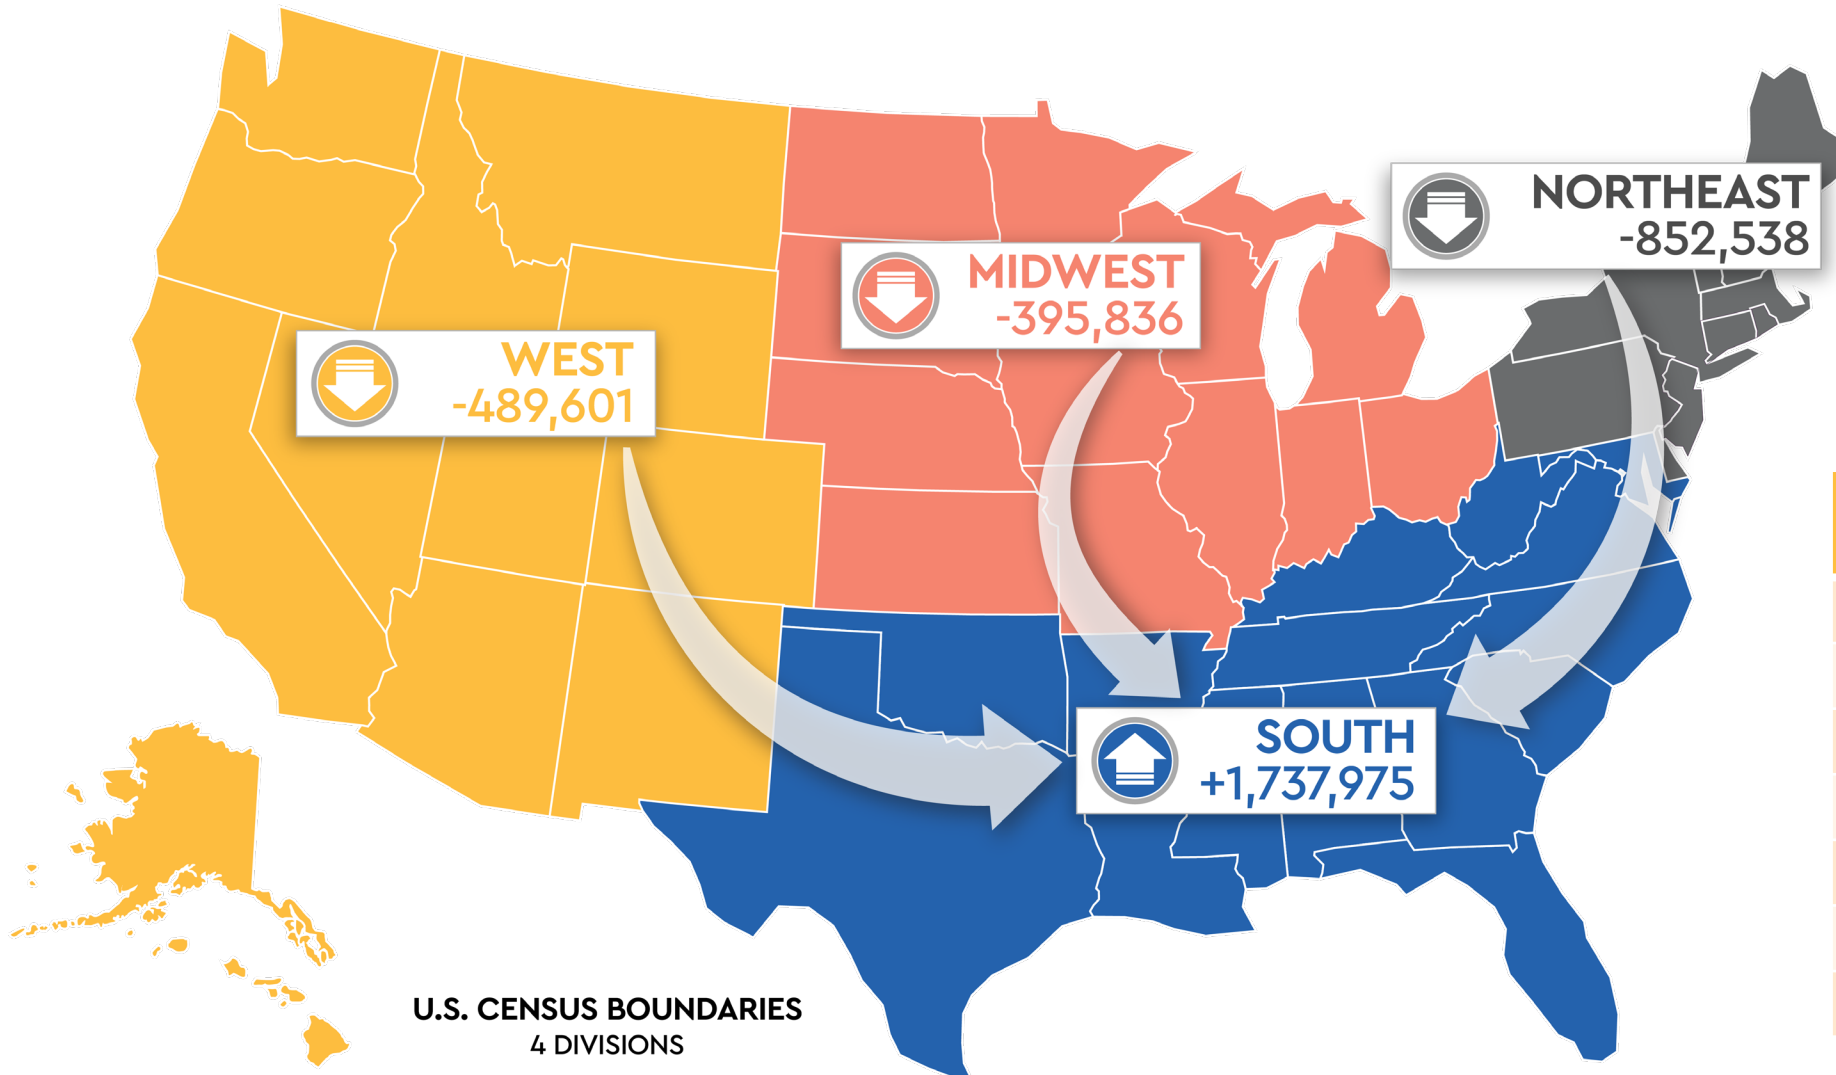 NORTHEAST
-852,538
MIDWEST
-395,836
WEST
-489,601
SOUTH
+1,737,975
U.S. CENSUS BOUNDARIES
4 DIVISIONS